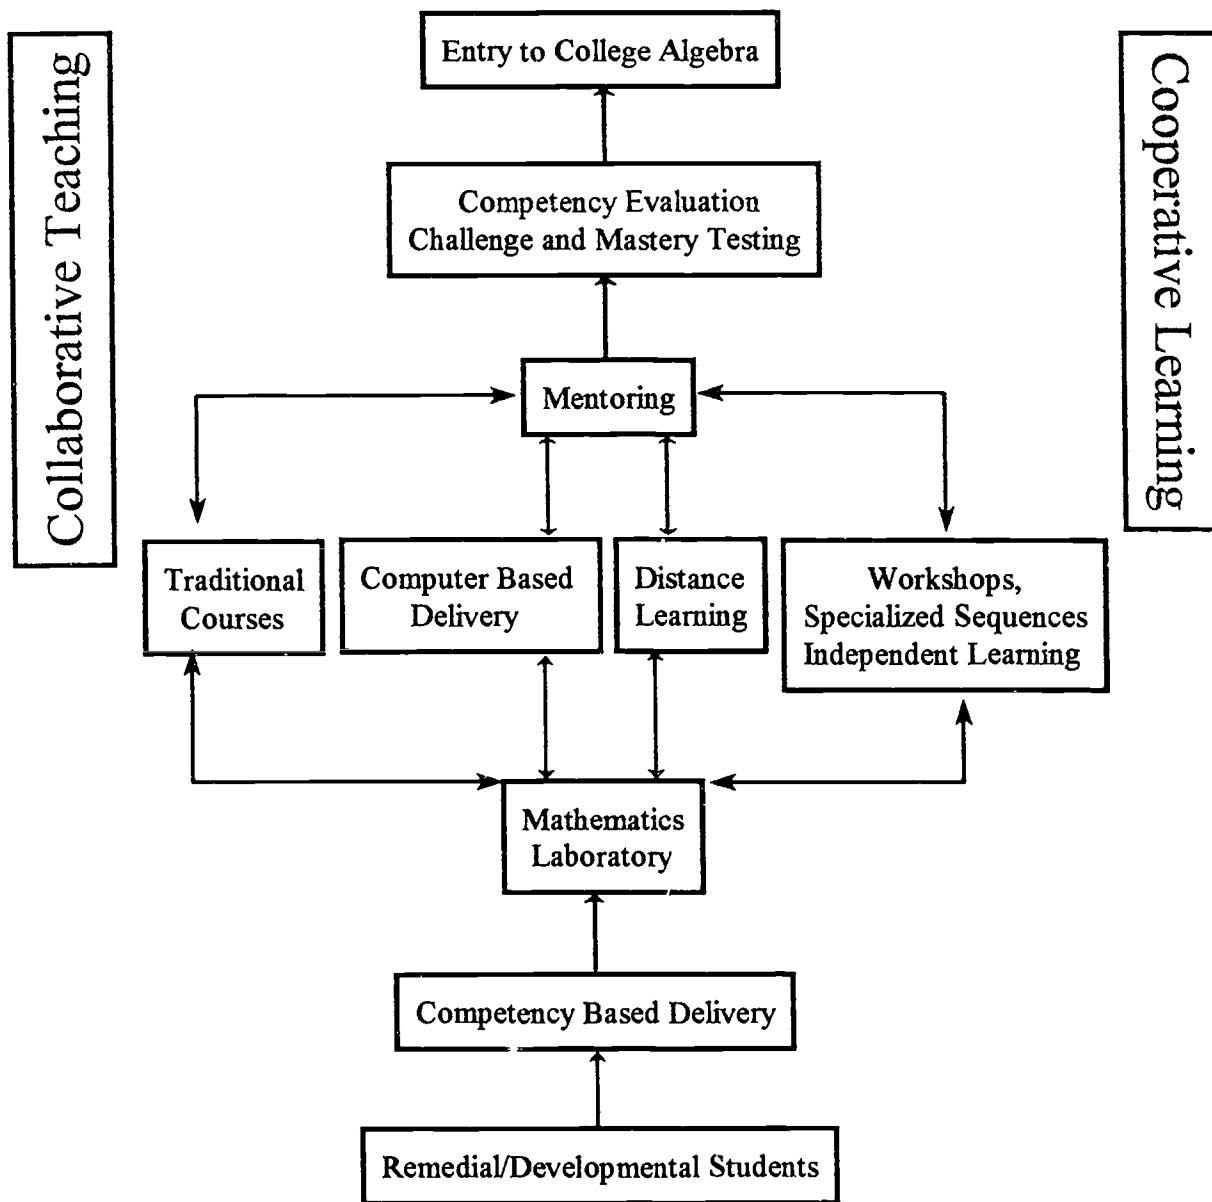 Collaborative Teaching
Cooperative Learning
Entry to College Algebra
Competency Evaluation
Challenge and Mastery Testing
Mentoring
Traditional
Courses
Computer Based
Delivery
Distance
Learning
Workshops,
Specialized Sequences
Independent Learning
Mathematics
Laboratory
Competency Based Delivery
Remedial/Developmental Students